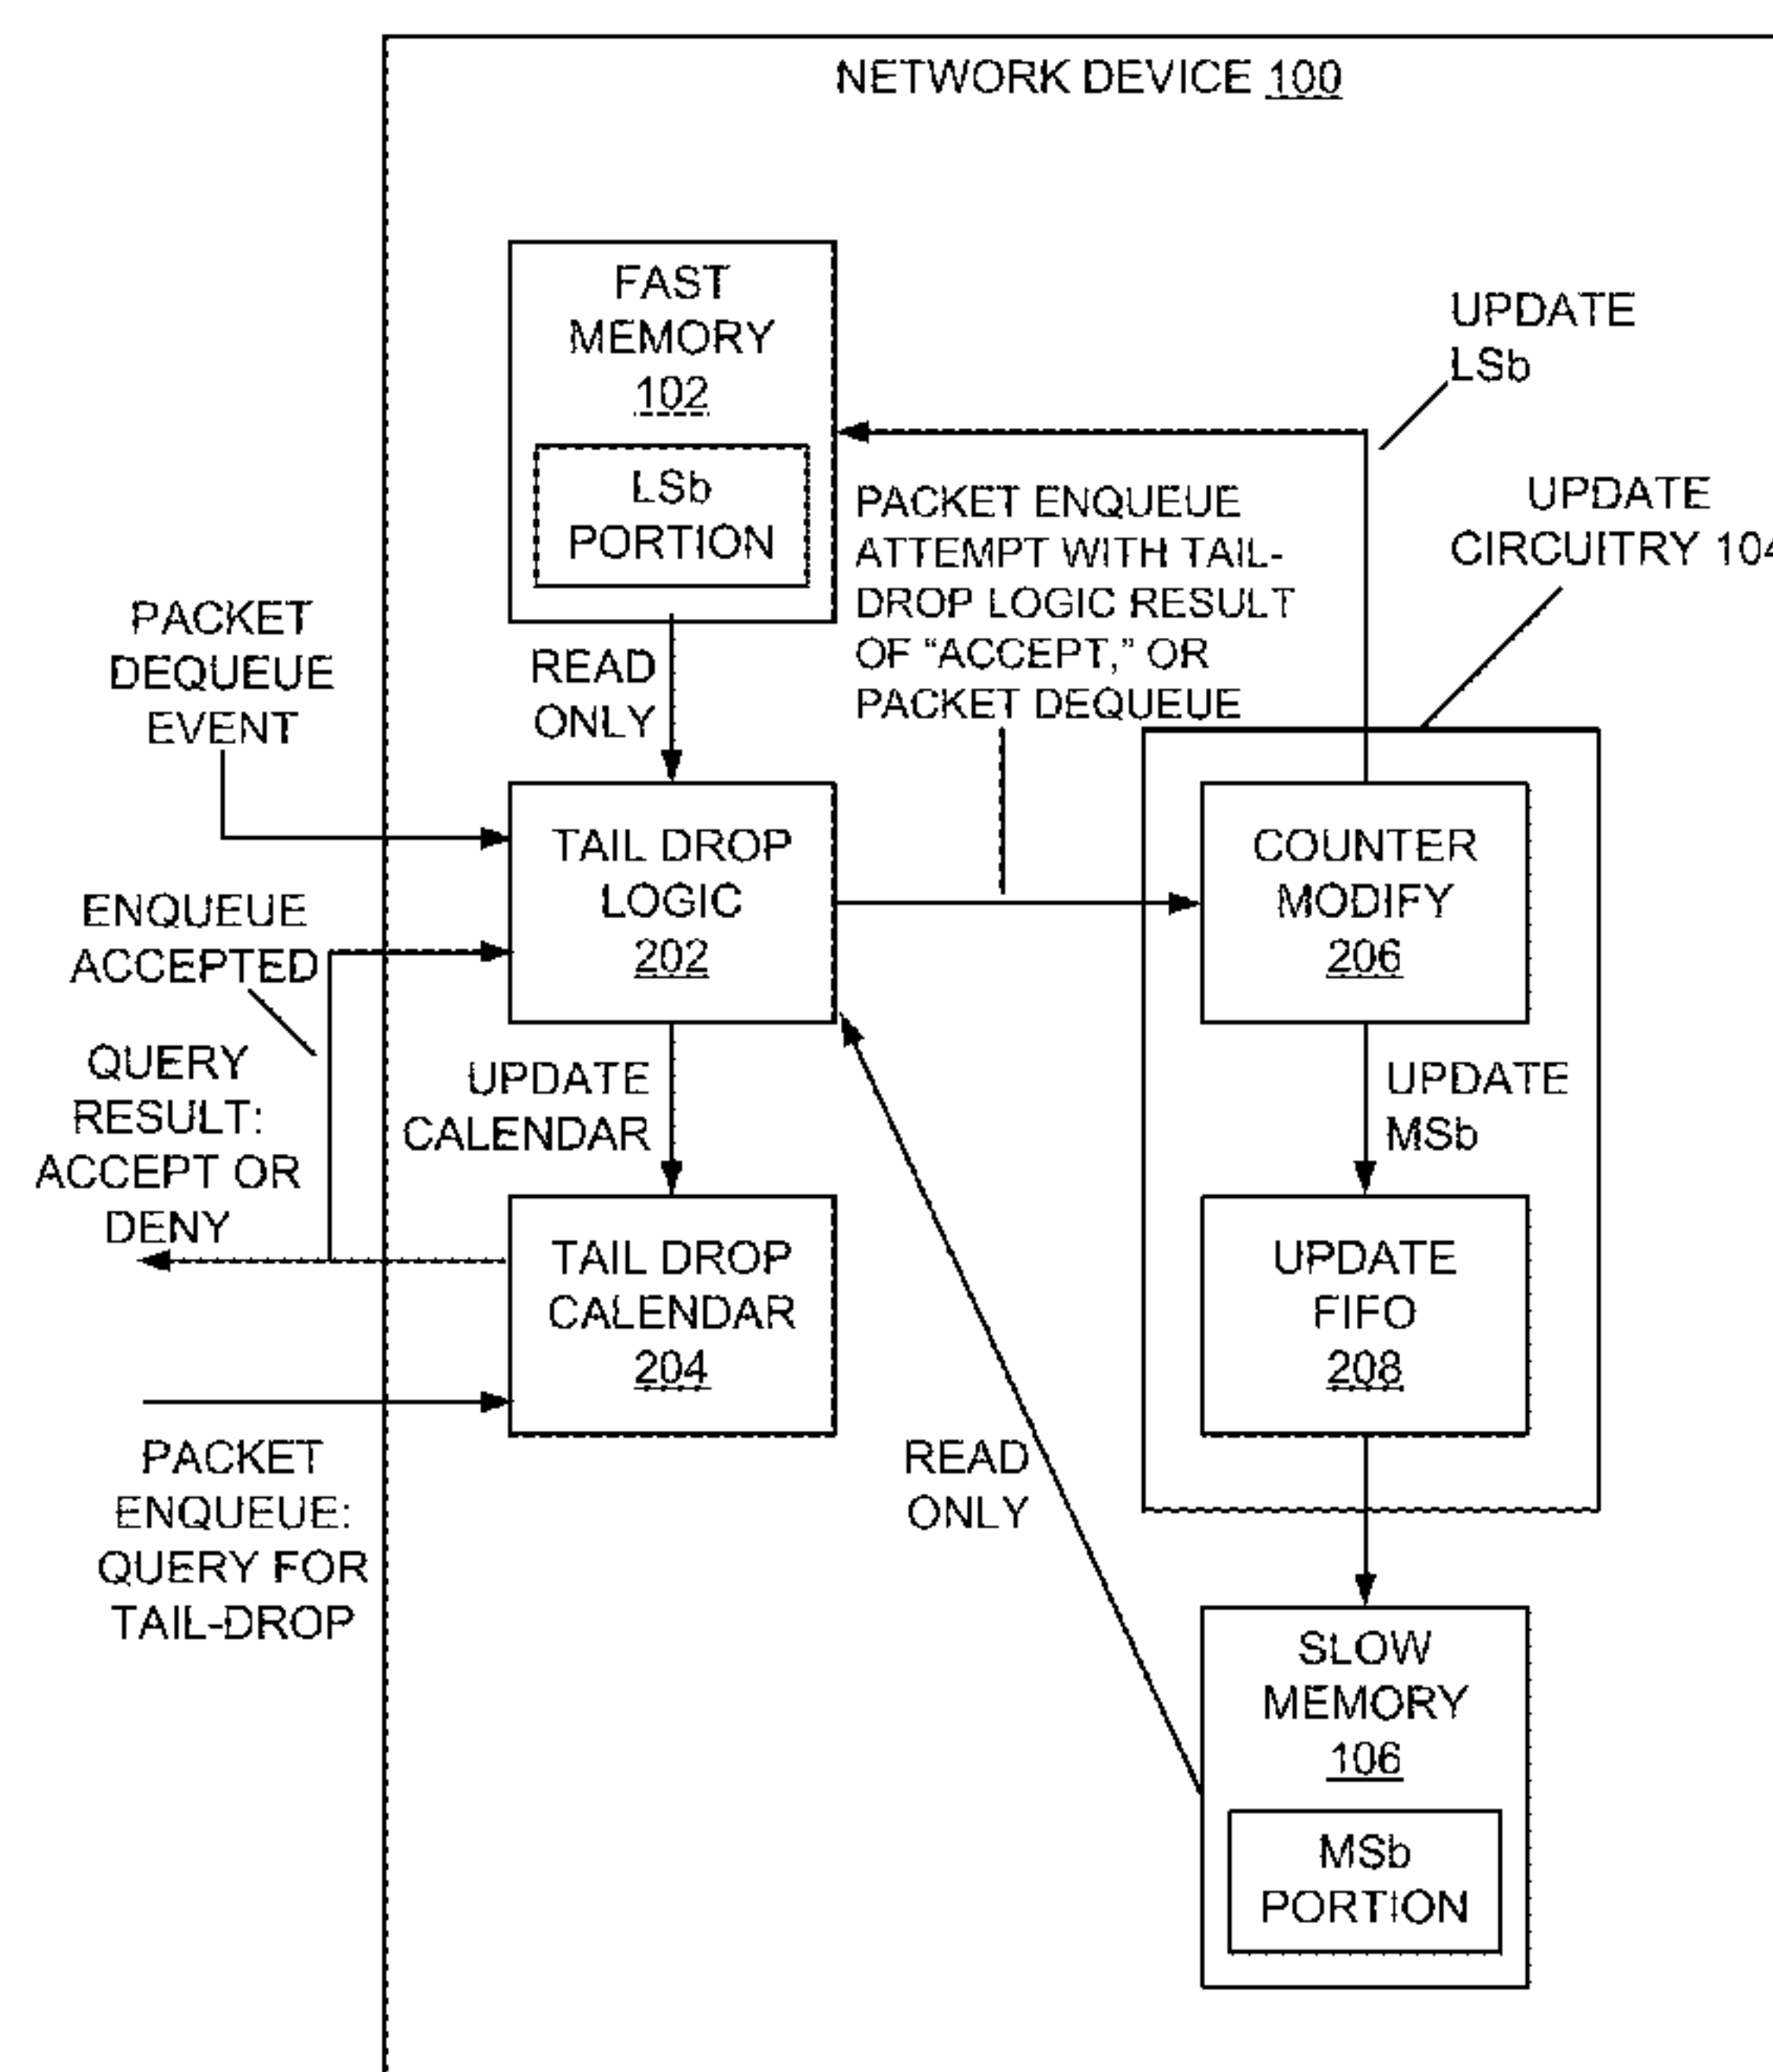 NETWORK DEVICE 100
FAST
MEMORY
102
LSb
PORTION
UPDATE
LSb
PACKET ENQUEUE
ATTEMPT WITH TAIL-
DROP LOGIC RESULT
OF “ACCEPT,” OR
PACKET DEQUEUE
UPDATE
CIRCUITRY 104
PACKET
DEQUEUE
EVENT
READ
ONLY
TAIL DROP
LOGIC
202
COUNTER
MODIFY
206
ENQUEUE
ACCEPTED
QUERY
RESULT:
ACCEPT OR
DENY
UPDATE
CALENDAR
UPDATE
MSb
TAIL DROP
CALENDAR
204
UPDATE
FIFO
208
PACKET
ENQUEUE:
QUERY FOR
TAIL-DROP
READ
ONLY
SLOW
MEMORY
106
MSb
PORTION